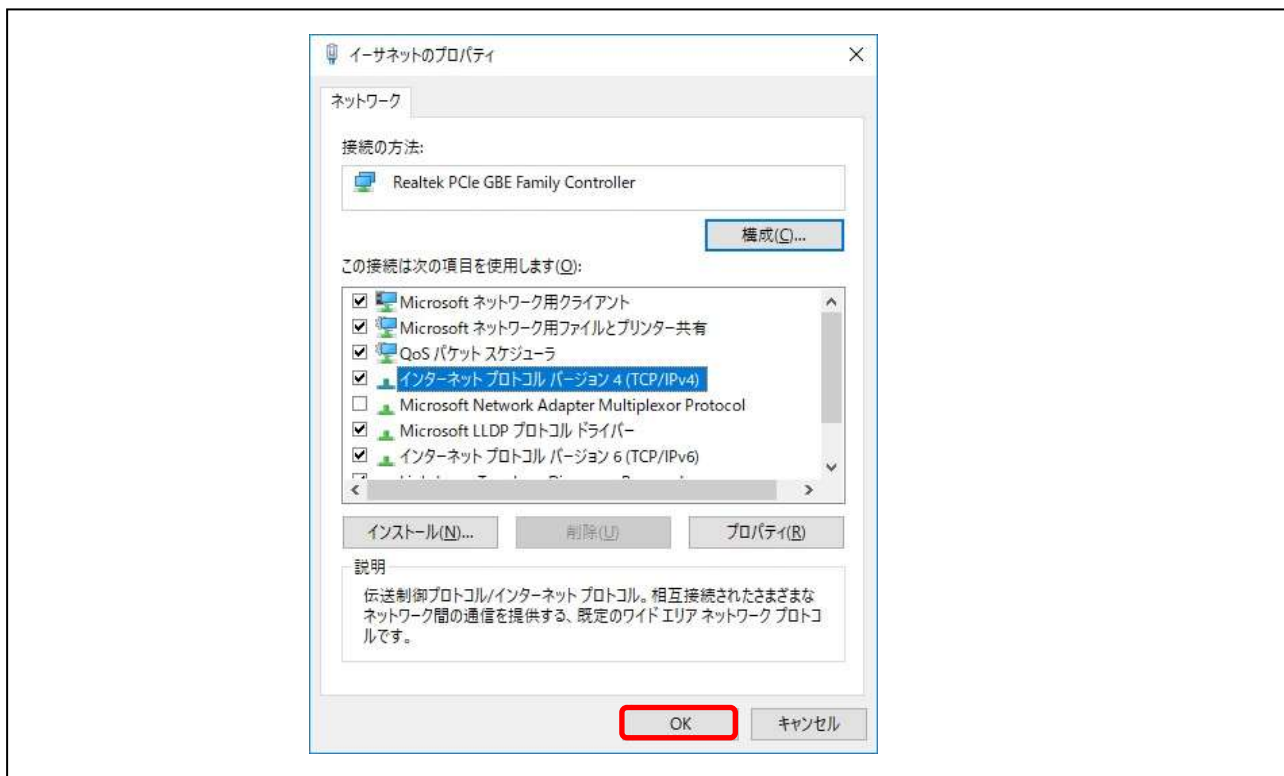 イーサネットのプロパティ
ネットワーク
接続の方法:
Realtek PCIe GBE Family Controller
構成(C)...
この接続は次の項目を使用します(O):
Microsoft ネットワーク用クライアント
Microsoft ネットワーク用ファイルとプリンター共有
QoS パケット スケジューラ
インターネット プロトコル バージョン 4 (TCP/IPv4)
Microsoft Network Adapter Multiplexor Protocol
Microsoft LLDP プロトコル ドライバー
インターネット プロトコル バージョン 6 (TCP/IPv6)
インストール(N)...
削除(U)
プロパティ(R)
説明
伝送制御プロトコル/インターネット プロトコル。相互接続されたさまざまな
ネットワーク間の通信を提供する、既定のワイド エリア ネットワーク プロトコ
ルです。
OK
キャンセル